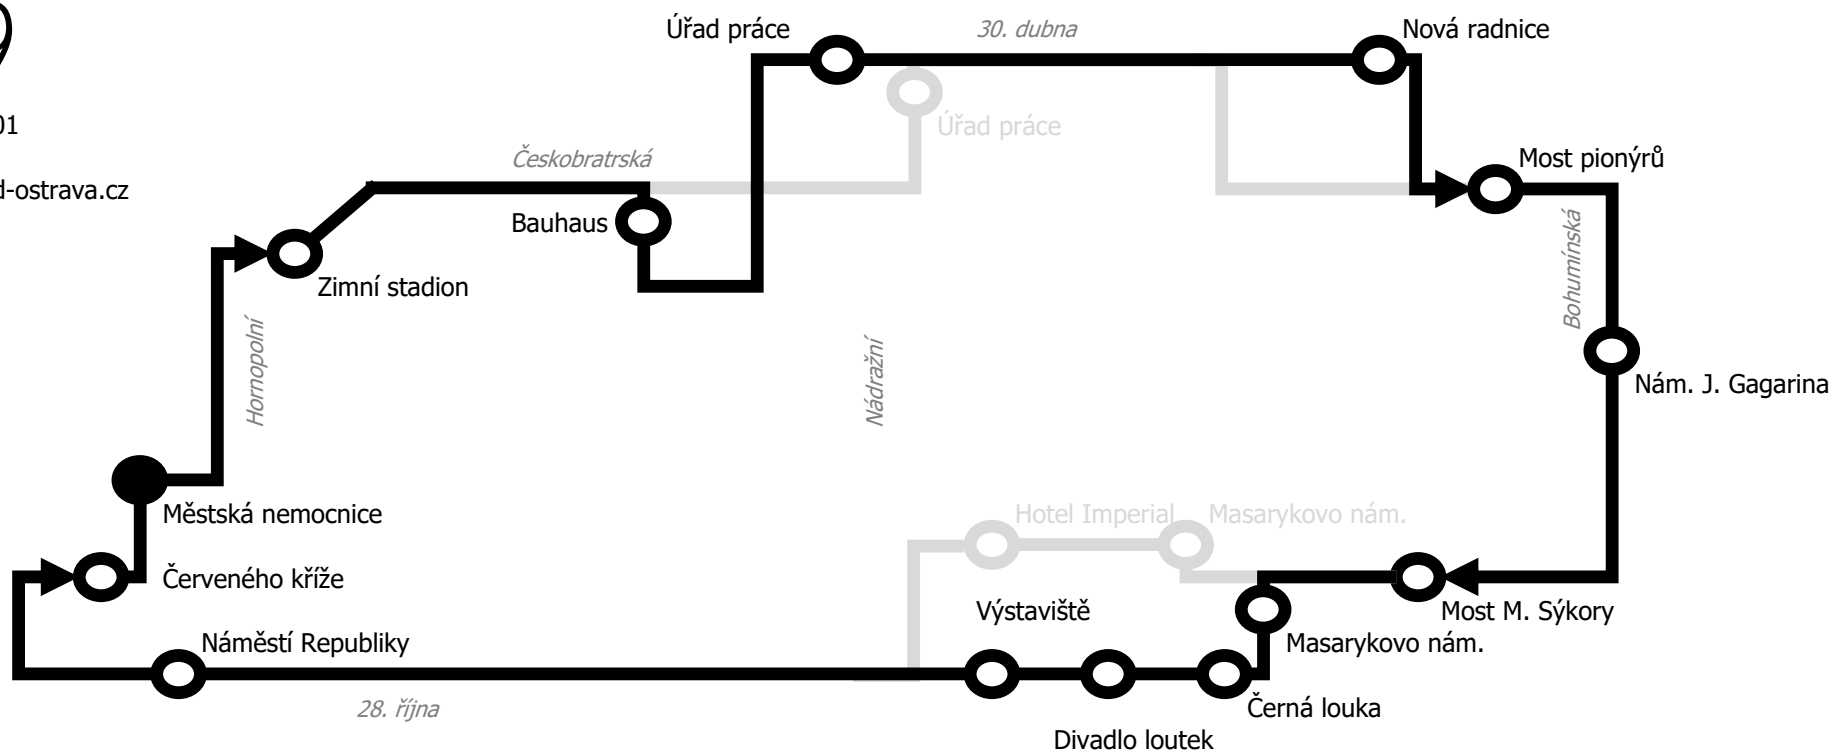 9
Úřad práce
30. dubna
Nová radnice
01
Úřad práce
Českobratrská
Most pionýrů
d-ostrava.cz
Bauhaus
Bohumínská
Zimní stadion
Hornopolní
Nádražní
Nám. J. Gagarina
Městská nemocnice
Hotel Imperial
Masarykovo nám.
Červeného kříže
Výstaviště
Most M. Sýkory
Náměstí Republiky
Masarykovo nám.
28. října
Černá louka
Divadlo loutek